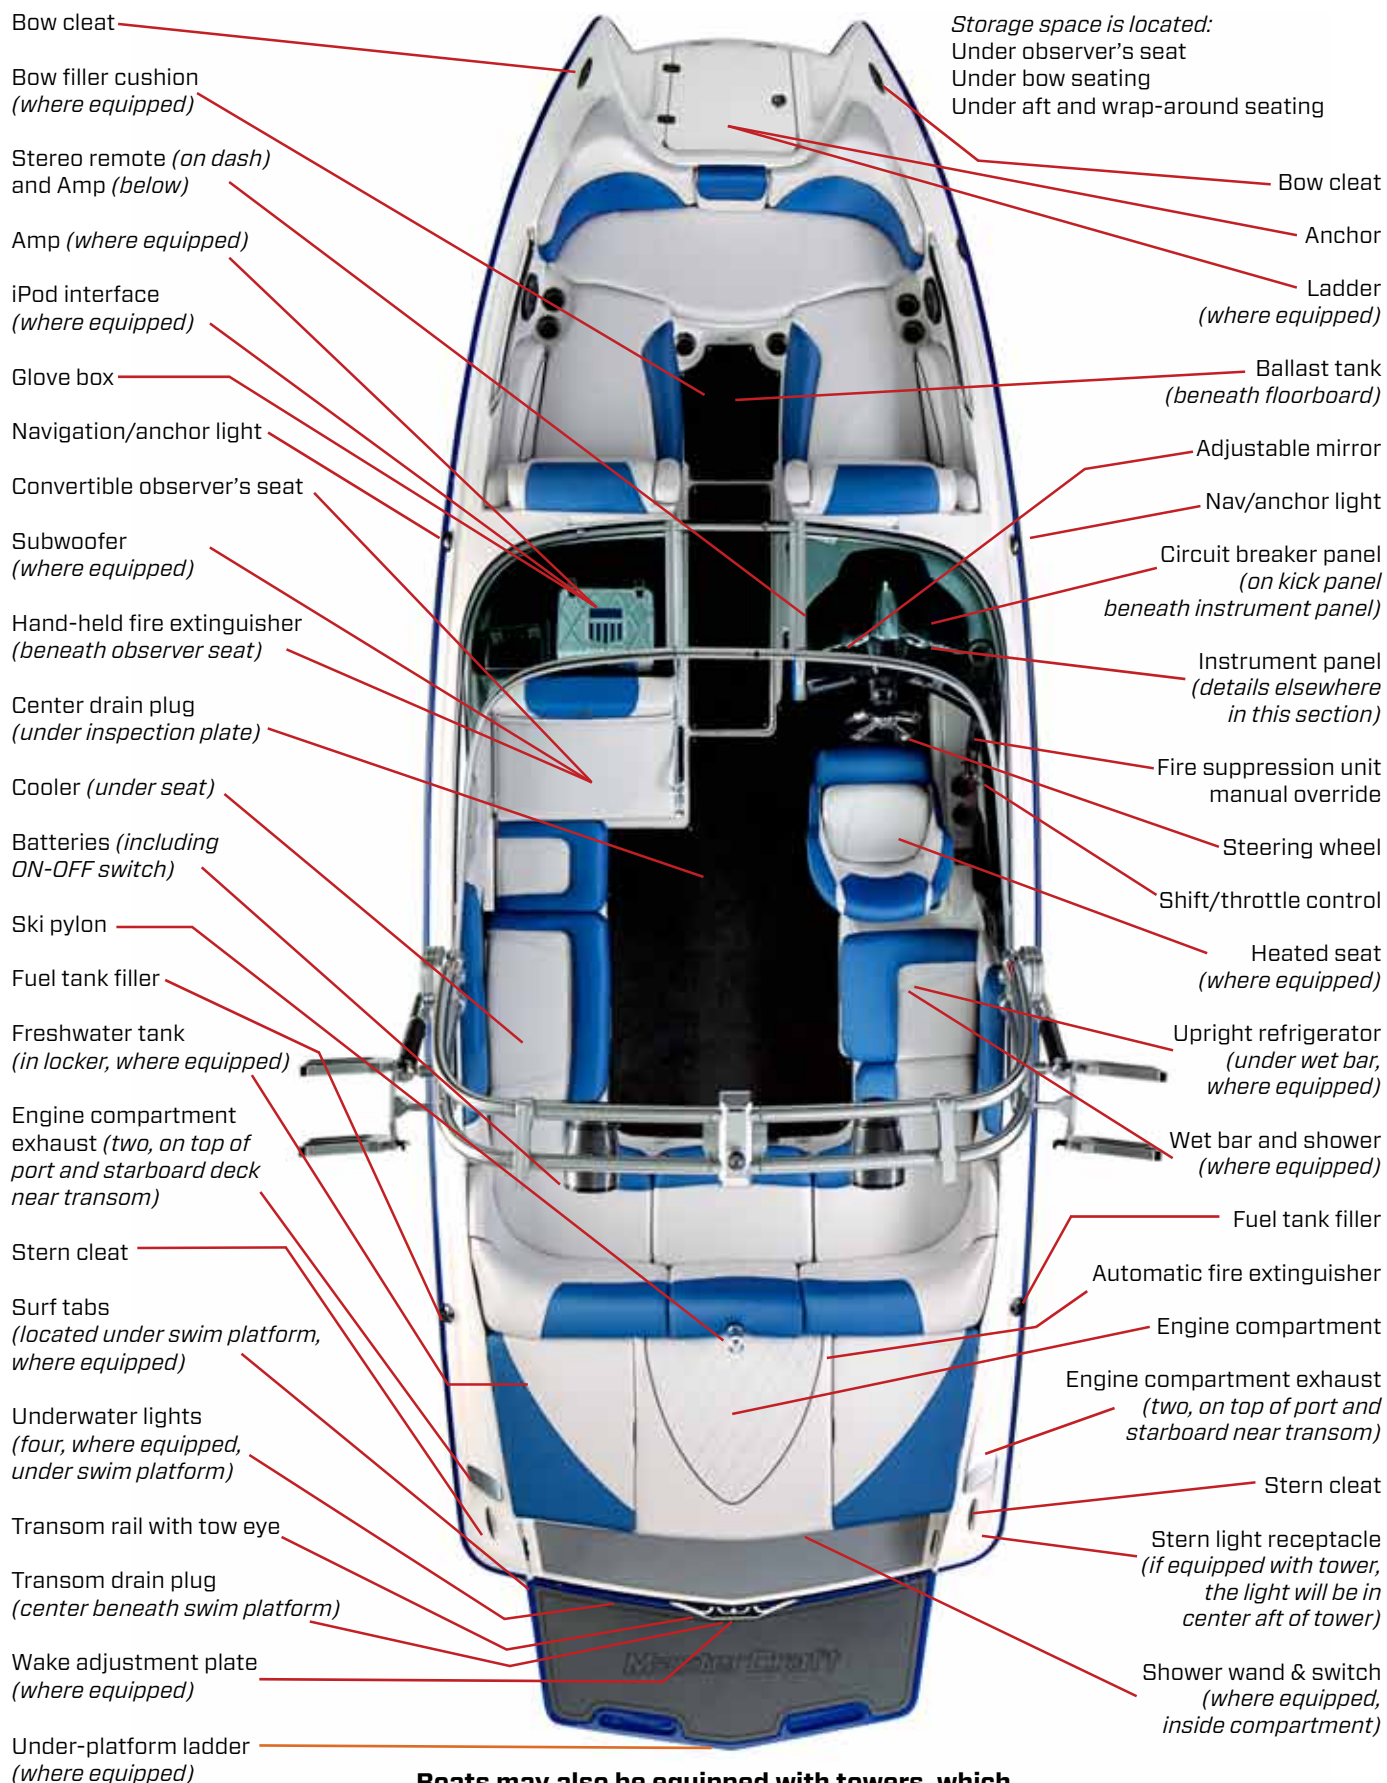 Bow cleat
Bow filler cushion
(where equipped)
Stereo remote (on dash)
and Amp (below)
Amp (where equipped)
iPod interface
(where equipped)
Glove box
Navigation/anchor light
Convertible observer's seat
Subwoofer
(where equipped)
Hand-held fire extinguisher
(beneath observer seat)
Center drain plug
(under inspection plate)
Cooler (under seat)
Batteries (including
ON-OFF switch)
Ski pylon
Fuel tank filler
Freshwater tank
(in locker, where equipped)
Engine compartment
exhaust (two, on top of
port and starboard deck
near transom)
Stern cleat
Surf tabs
(located under swim platform,
where equipped)
Underwater lights
(four, where equipped,
under swim platform)
Transom rail with tow eye
Transom drain plug
(center beneath swim platform)
Wake adjustment plate
(where equipped)
Under-platform ladder
(where equipped)
Storage space is located:
Under observer's seat
Under bow seating
Under aft and wrap-around seating
Bow cleat
Anchor
Ladder
(where equipped)
Ballast tank
(beneath floorboard)
Adjustable mirror
Nav/anchor light
Circuit breaker panel
(on kick panel
beneath instrument panel)
Instrument panel
(details elsewhere
in this section)
Fire suppression unit
manual override
Steering wheel
Shift/throttle control
Heated seat
(where equipped)
Upright refrigerator
(under wet bar,
where equipped)
Wet bar and shower
(where equipped)
Fuel tank filler
Automatic fire extinguisher
Engine compartment
Engine compartment exhaust
(two, on top of port and
starboard near transom)
Stern cleat
Stern light receptacle
(if equipped with tower,
the light will be in
center aft of tower)
Shower wand & switch
(where equipped,
inside compartment)
MasterCraft
Boats may also be equipped with towers, which